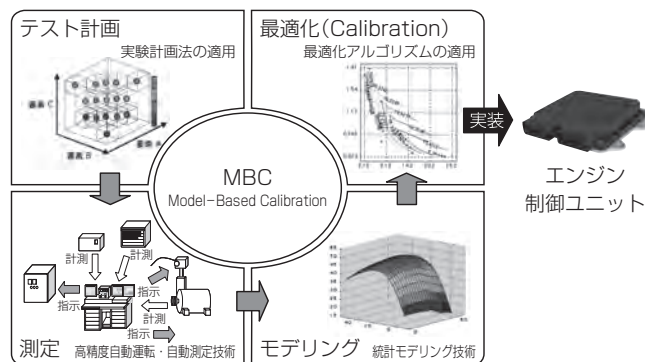 テスト計画
実験計画法の適用
最適化(Calibration)
最適化アルゴリズムの適用
実装
エンジン
制御ユニット
MBC
Model-Based Calibration
計測
計測
指示
指示
計測
指示
測定
高精度自動運転・自動測定技術
モデリング
統計モデリング技術